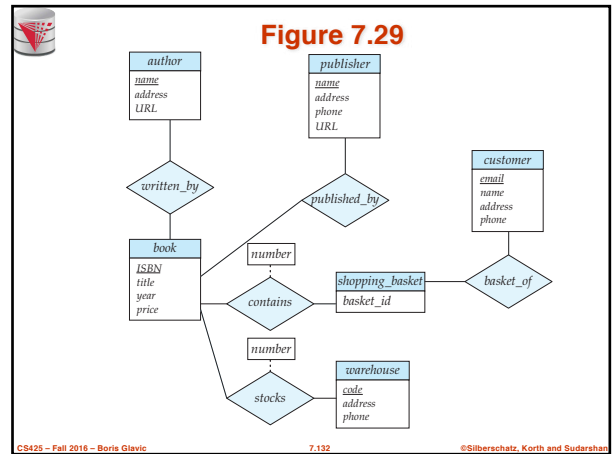 Figure 7.29
author
name
address
URL
publisher
name
address
phone
URL
customer
email
name
address
phone
written_by
published_by
book
ISBN
title
year
price
number
contains
shopping_basket
basket_id
basket_of
number
stocks
warehouse
code
address
phone
CS425 – Fall 2016 – Boris Glavic
7.132
©Silberschatz, Korth and Sudarshan